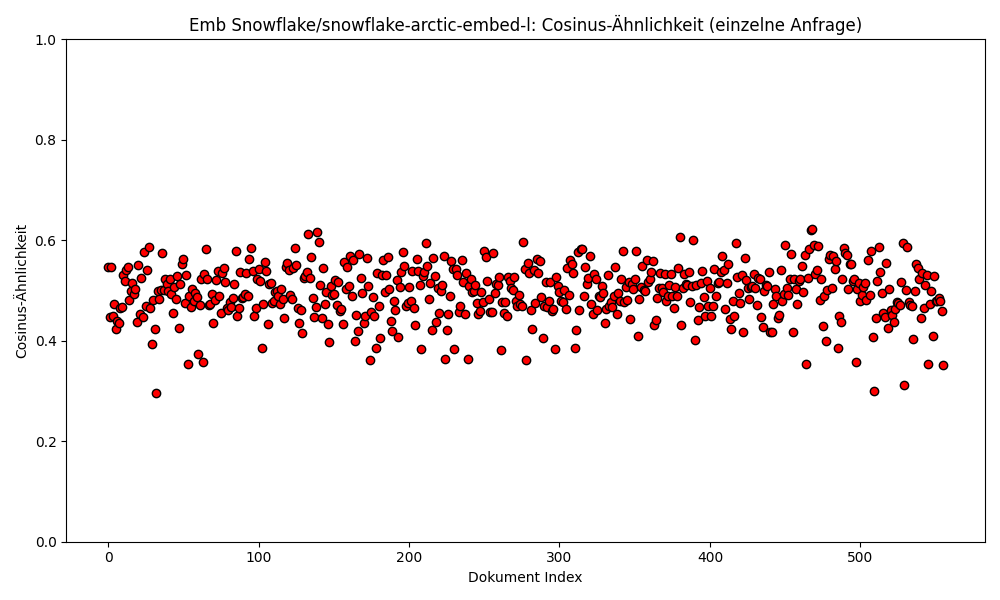 Emb Snowflake/snowflake-arctic-embed-l: Cosinus-Ähnlichkeit (einzelne Anfrage)
Cosinus-Ähnlichkeit
1.0
0.8
0.6
0.4
0.2
0.0
0 100 200 300 400 500
Dokument Index